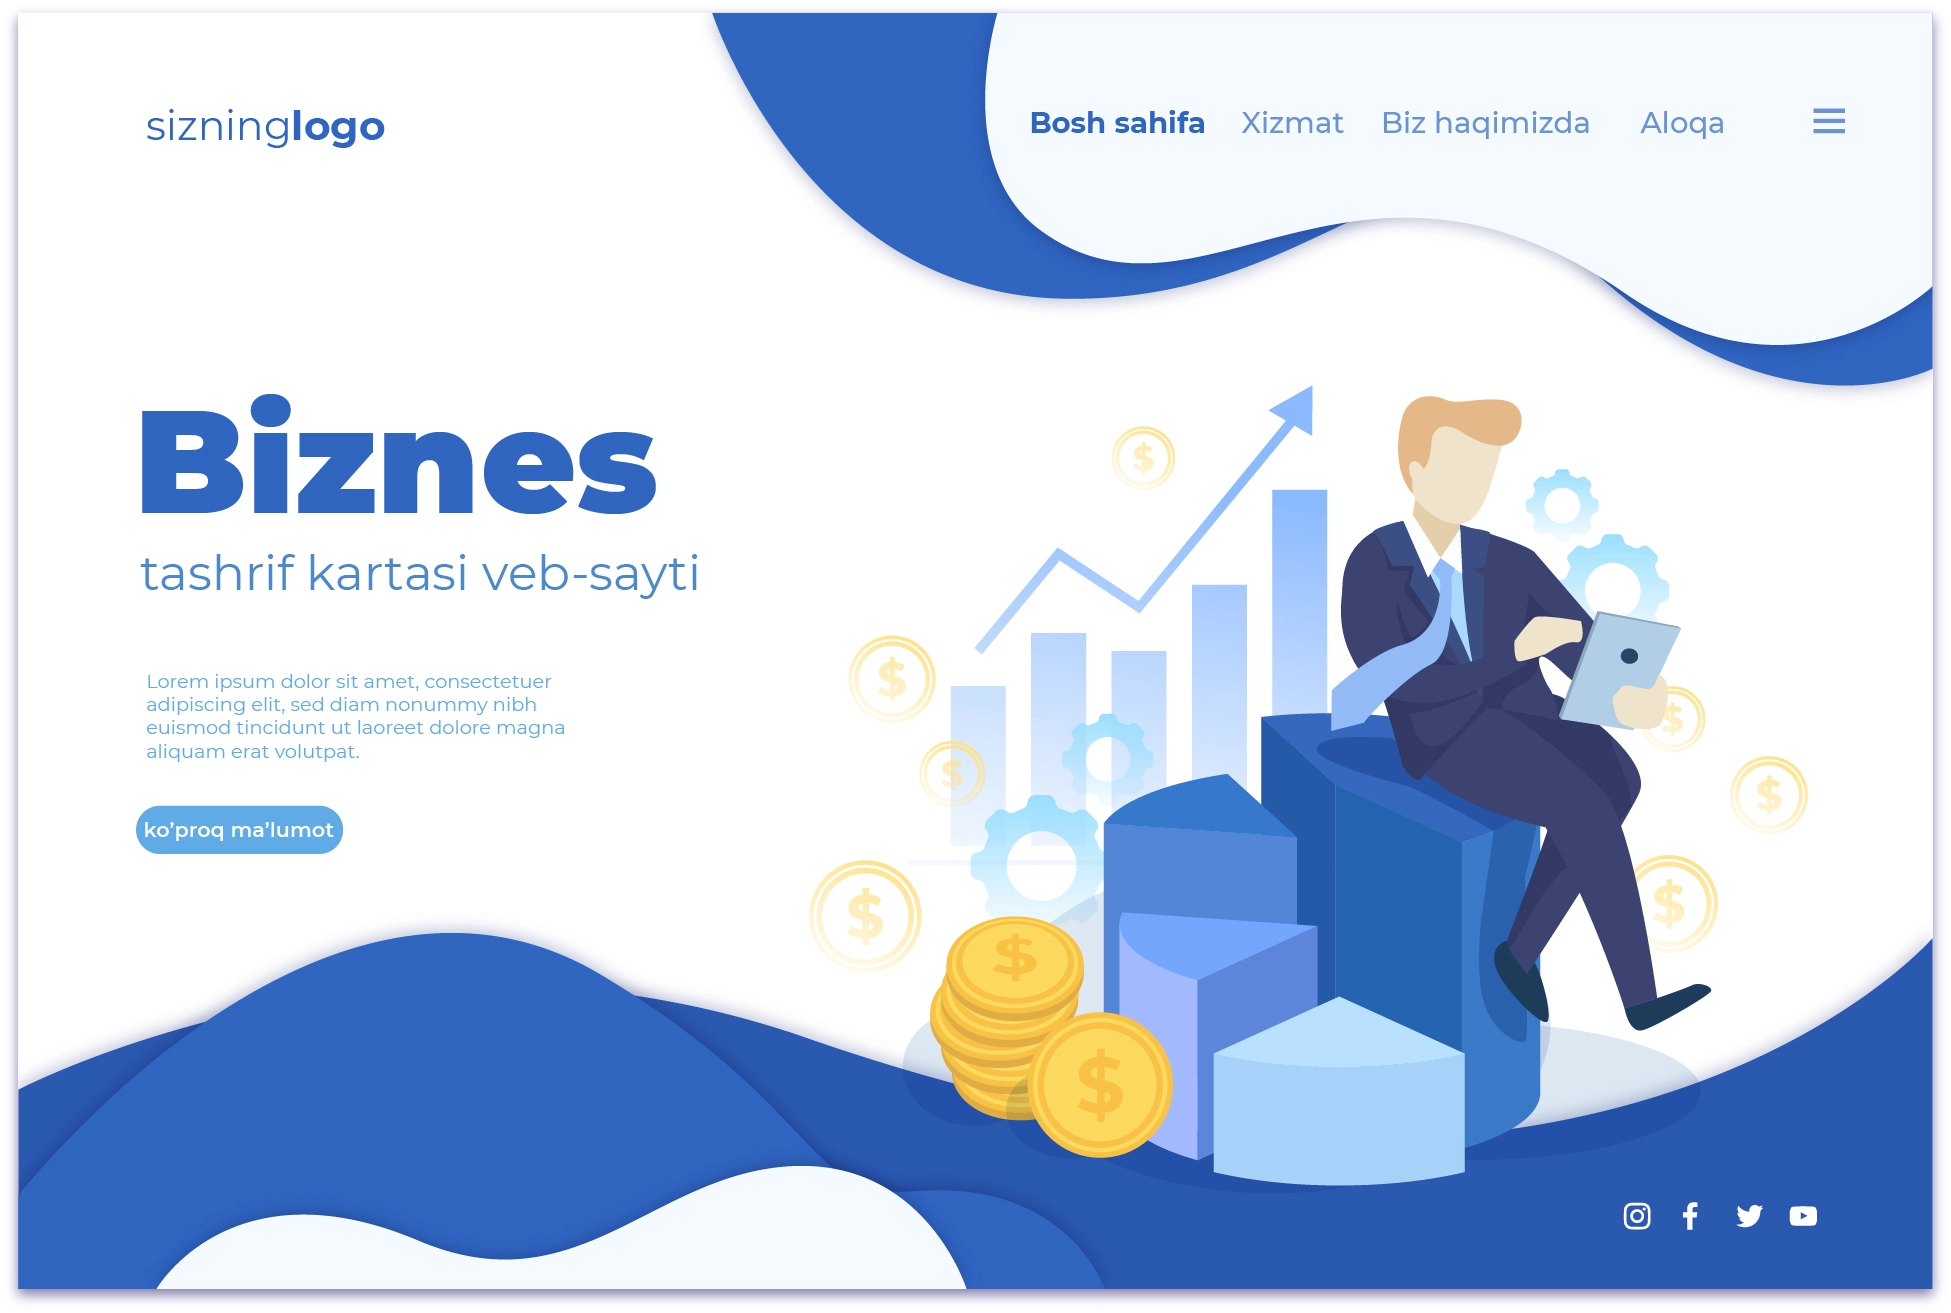 sizninglogo
Bosh sahifa Xizmat Biz haqimizda Aloqa
Biznes
tashrif kartasi veb-sayti
Lorem ipsum dolor sit amet, consectetuer
adipiscing elit, sed diam nonummy nibh
euismod tincidunt ut laoreet dolore magna
aliquam erat volutpat.
ko’proq ma’lumot